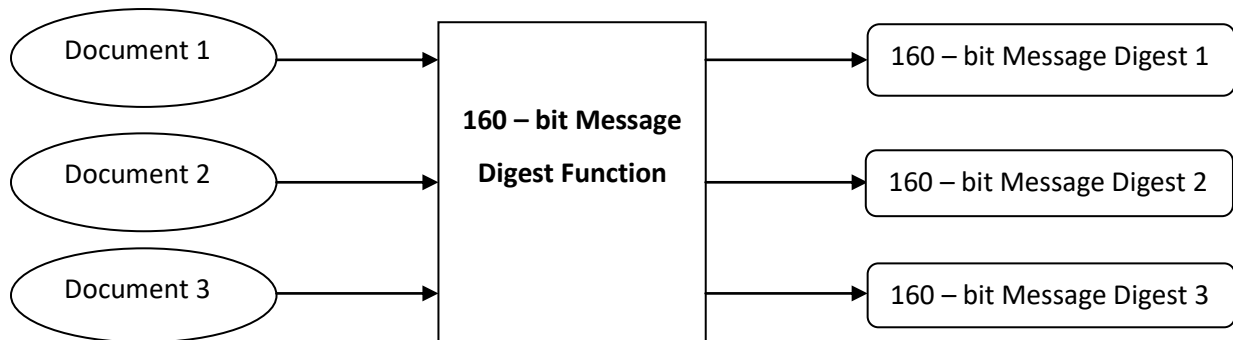 Document 1
160 – bit Message Digest 1
160 – bit Message
Digest Function
Document 2
160 – bit Message Digest 2
Document 3
160 – bit Message Digest 3